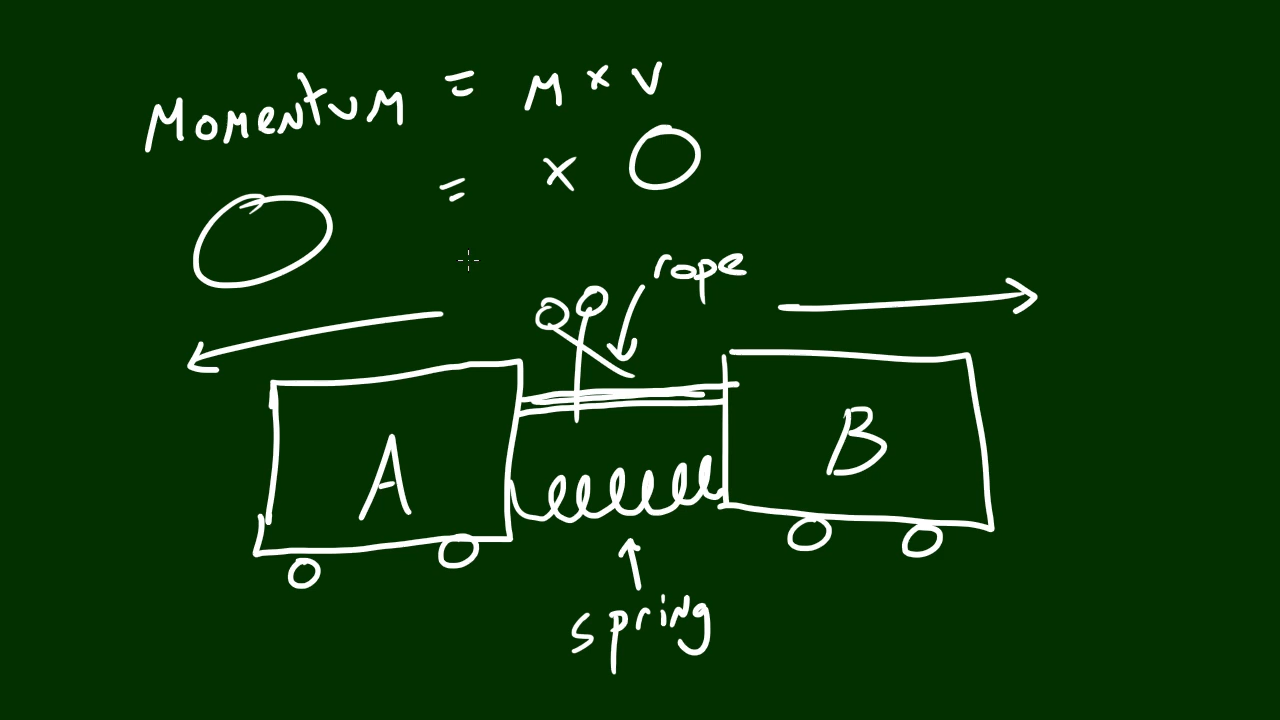 Momentum = m × v
O = × O
rope
A
B
spring